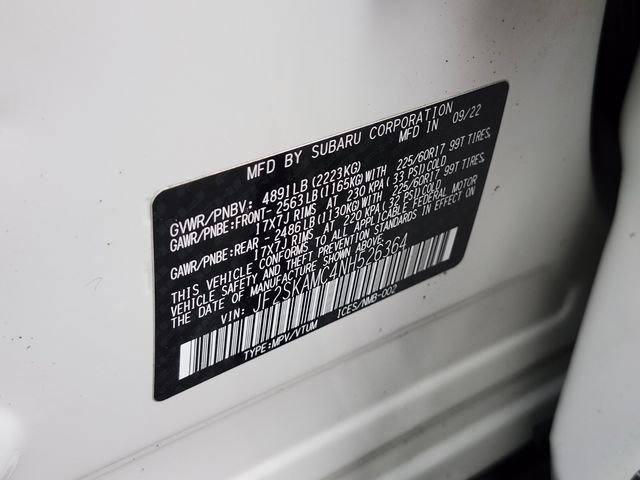 MFD BY SUBARU CORPORATION
MFD IN 09/22
GVWR/PNBV: 4891LB(2223KG)
GAWR/PNBE:FRONT-2563LB(1165KG)WITH 225/60R17 99T TIRES,
17X7J RIMS AT 230 KPA(33 PSI)COLD
GAWR/PNBE:REAR -2486LB(1130KG)WITH 225/60R17 99T TIRES,
17X7J RIMS AT 220 KPA(32 PSI)COLD
THIS VEHICLE CONFORMS TO ALL APPLICABLE FEDERAL MOTOR
VEHICLE SAFETY AND THEFT PREVENTION STANDARDS IN EFFECT ON
THE DATE OF MANUFACTURE SHOWN ABOVE.
VIN: JF2SKAMC4NH526364
TYPE:MPV/VTUM ICES/NMB-002